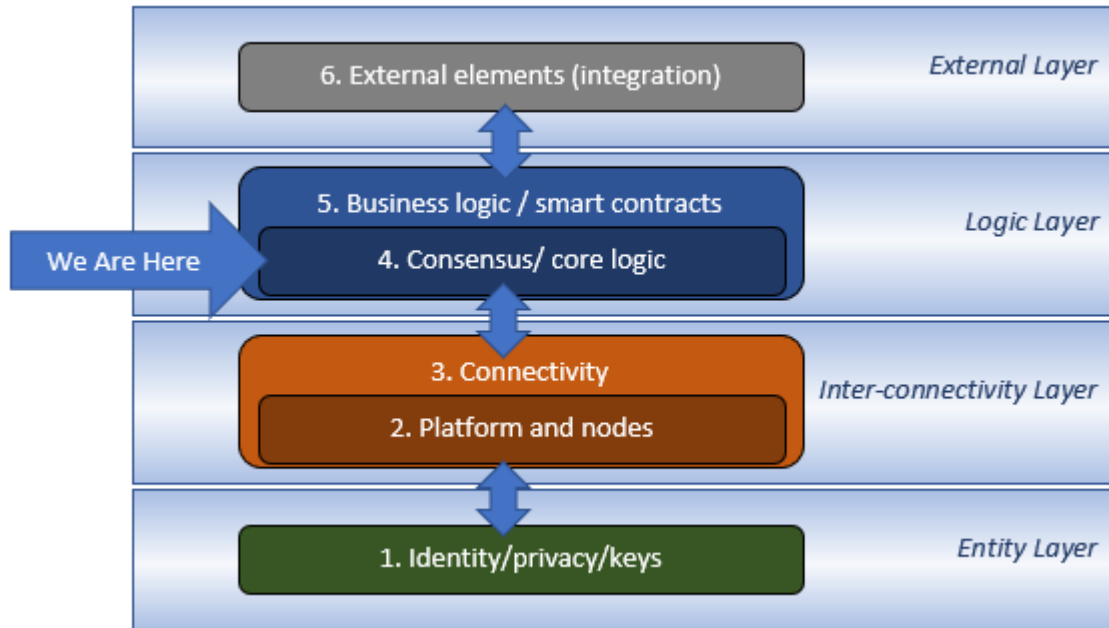 6. External elements (integration)
External Layer
5. Business logic / smart contracts
Logic Layer
We Are Here
4. Consensus/ core logic
3. Connectivity
Inter-connectivity Layer
2. Platform and nodes
1. Identity/privacy/keys
Entity Layer